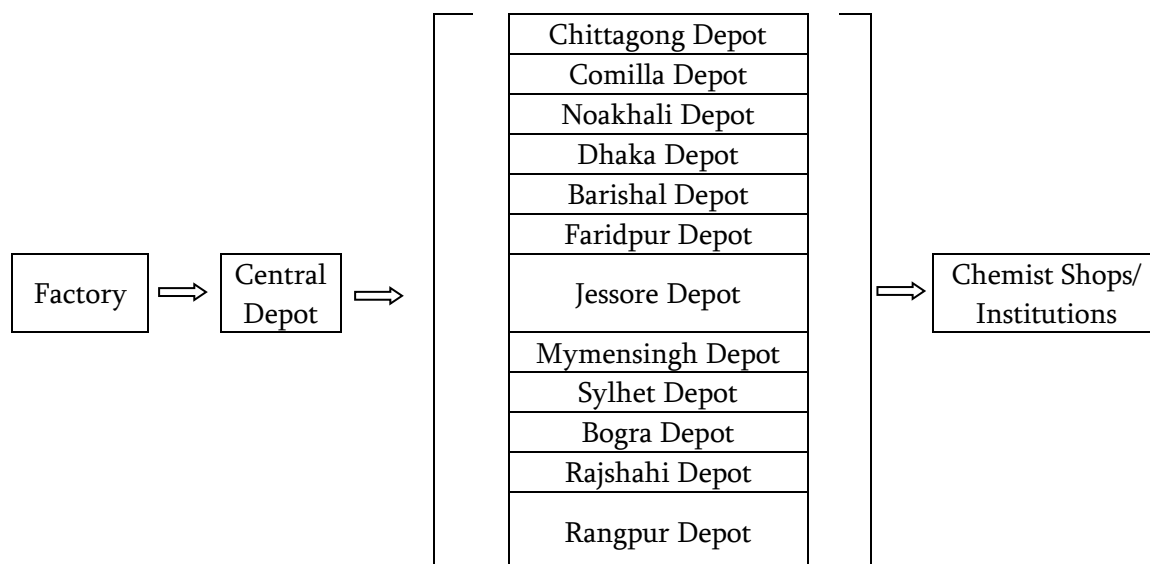 Factory
Central
Depot
Chittagong Depot
Comilla Depot
Noakhali Depot
Dhaka Depot
Barishal Depot
Faridpur Depot
Jessore Depot
Mymensingh Depot
Sylhet Depot
Bogra Depot
Rajshahi Depot
Rangpur Depot
Chemist Shops/
Institutions